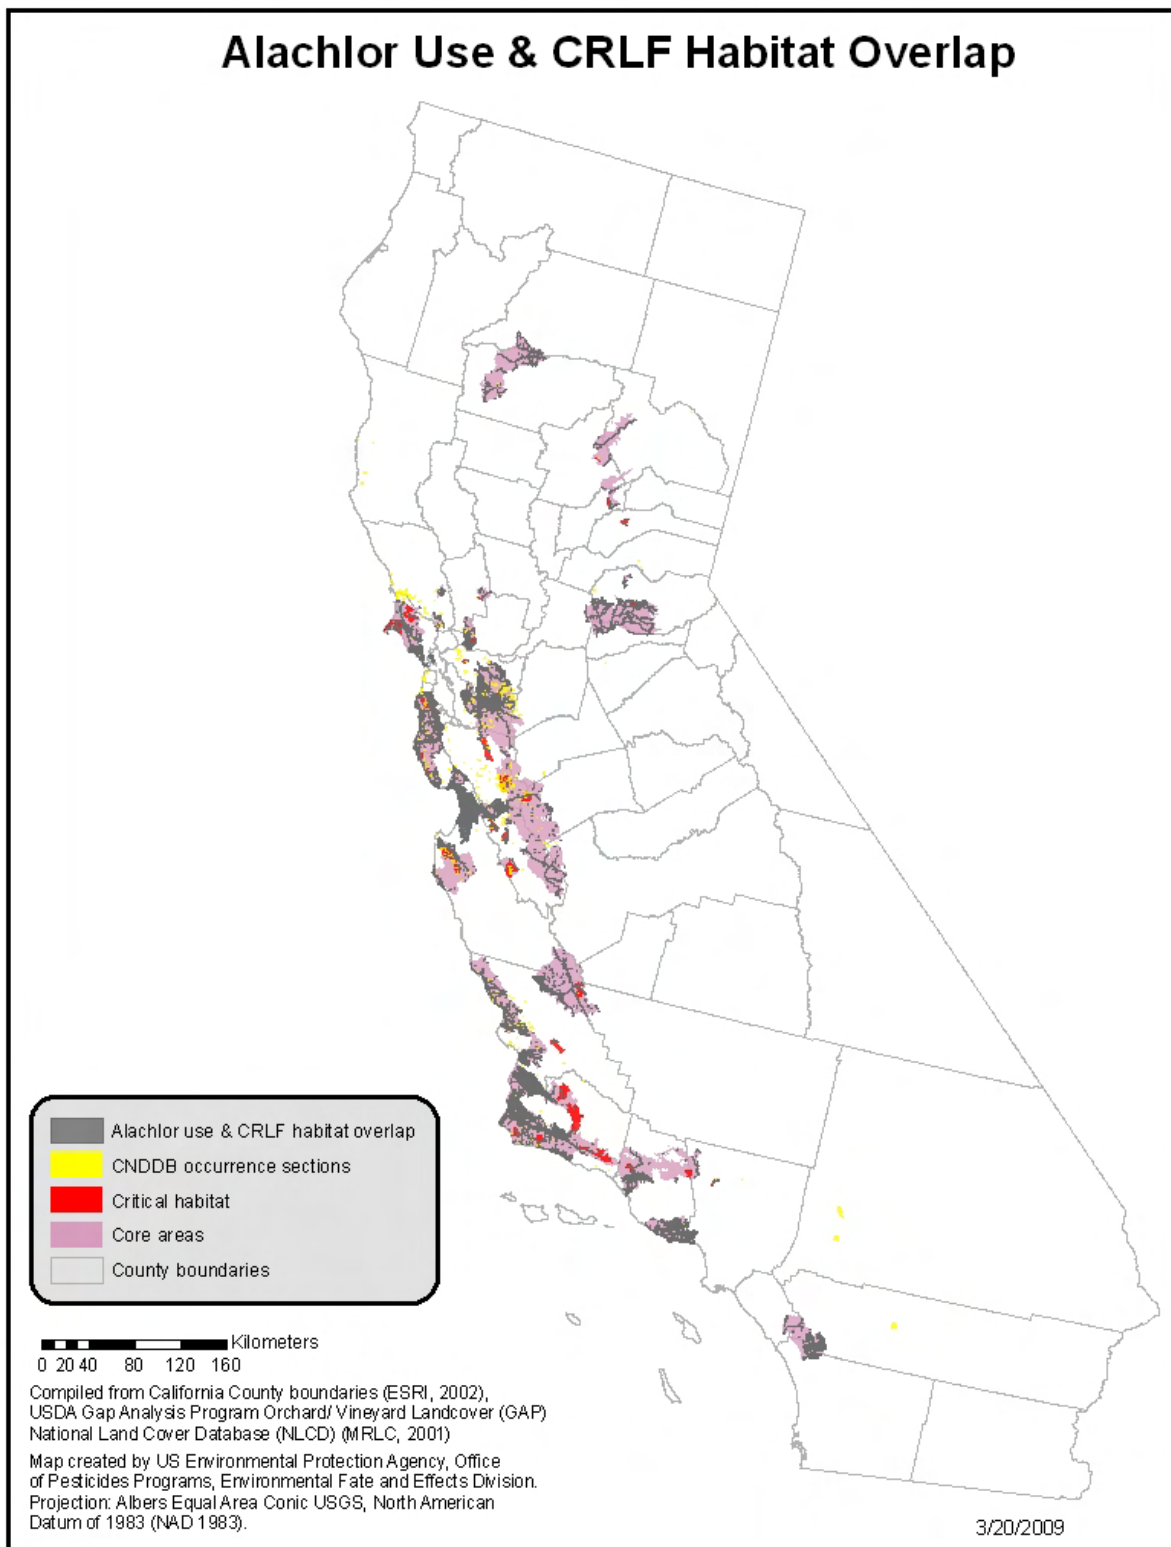 Alachlor Use & CRLF Habitat Overlap
Alachlor use & CRLF habitat overlap
CNDDB occurrence sections
Critical habitat
Core areas
County boundaries
Kilometers
0 20 40 80 120 160
Compiled from California County boundaries (ESRI, 2002),
USDA Gap Analysis Program Orchard/ Vineyard Landcover (GAP)
National Land Cover Database (NLCD) (MRLC, 2001)
Map created by US Environmental Protection Agency, Office
of Pesticides Programs, Environmental Fate and Effects Division.
Projection: Albers Equal Area Conic USGS, North American
Datum of 1983 (NAD 1983).
3/20/2009